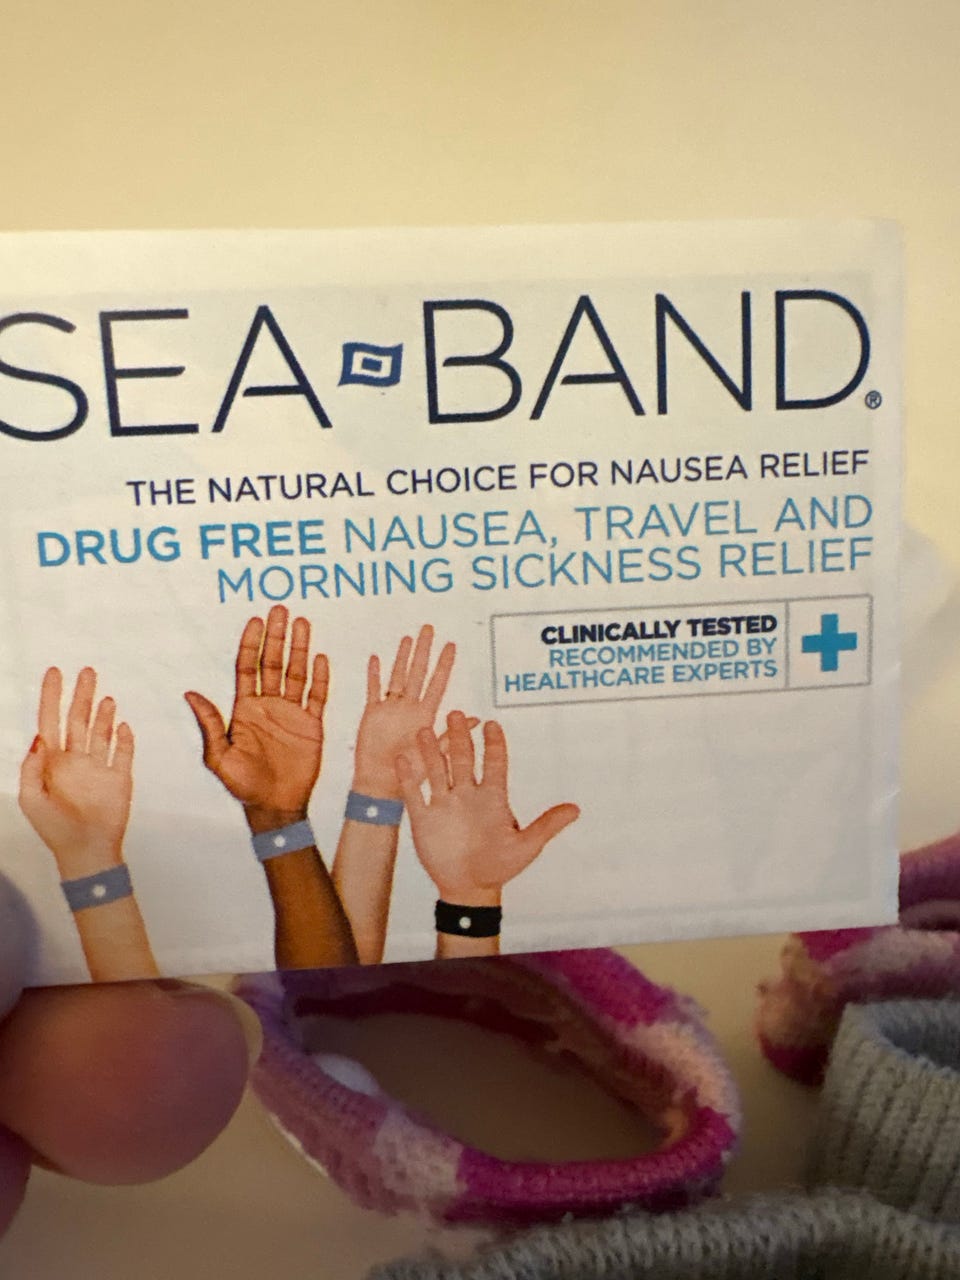 SEA-BAND®
THE NATURAL CHOICE FOR NAUSEA RELIEF
DRUG FREE NAUSEA, TRAVEL AND
MORNING SICKNESS RELIEF
CLINICALLY TESTED
RECOMMENDED BY
HEALTHCARE EXPERTS